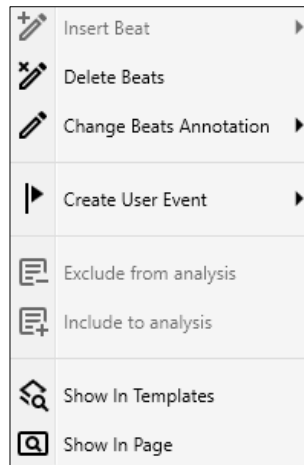 Insert Beat
Delete Beats
Change Beats Annotation
Create User Event
Exclude from analysis
Include to analysis
Show In Templates
Show In Page